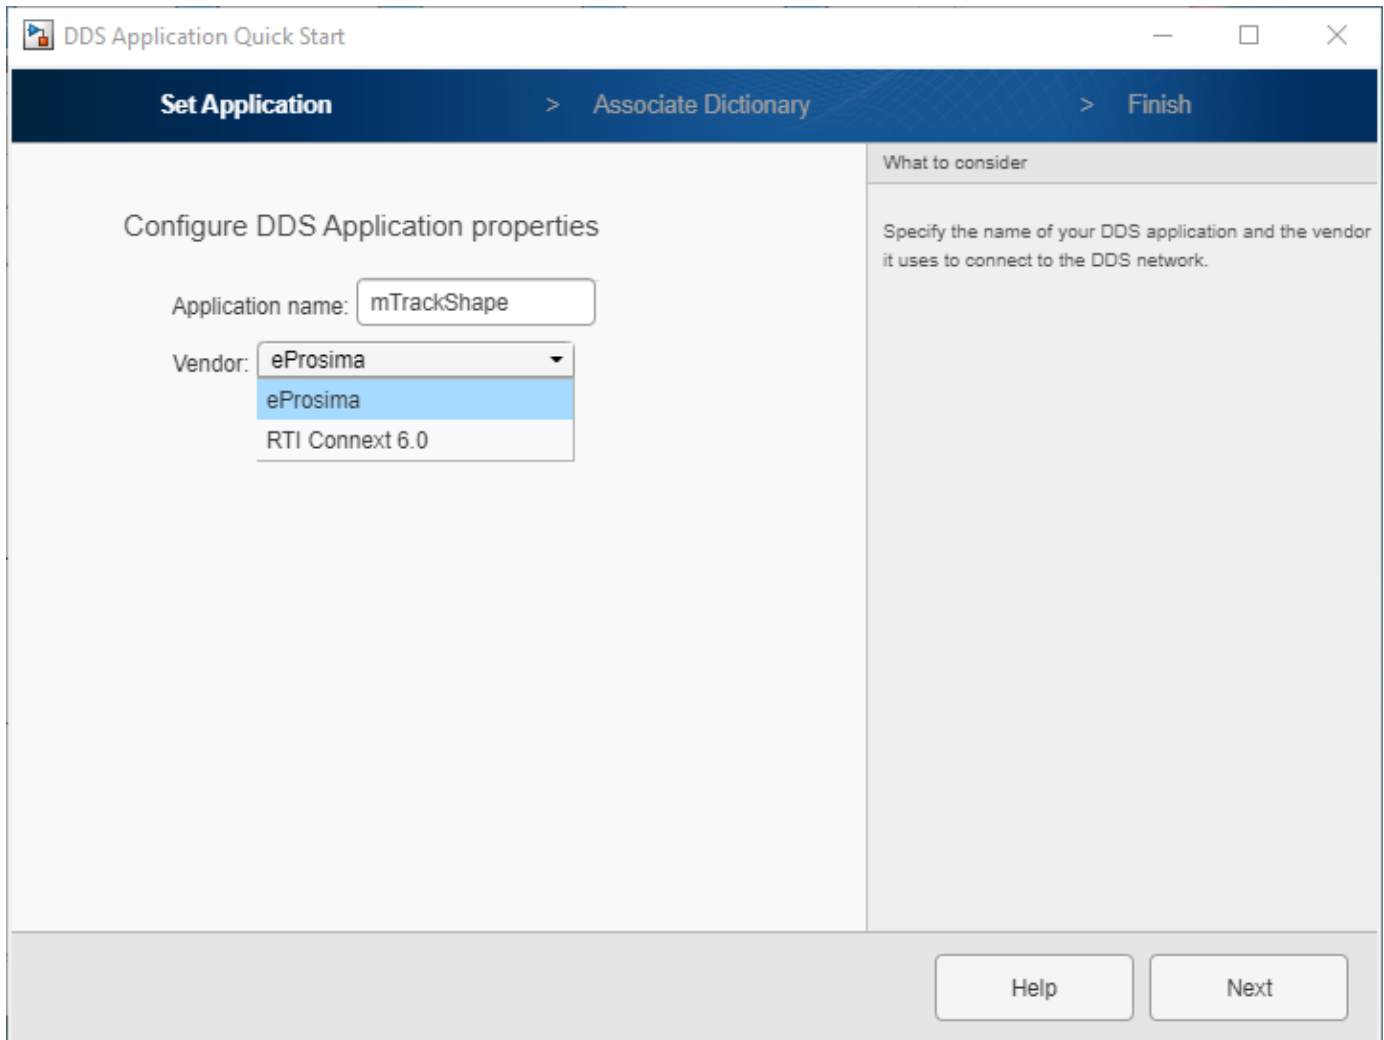 DDS Application Quick Start
Set Application > Associate Dictionary > Finish
What to consider
Configure DDS Application properties
Specify the name of your DDS application and the vendor
it uses to connect to the DDS network.
Application name: mTrackShape
Vendor: eProsima
eProsima
RTI Connext 6.0
Help Next